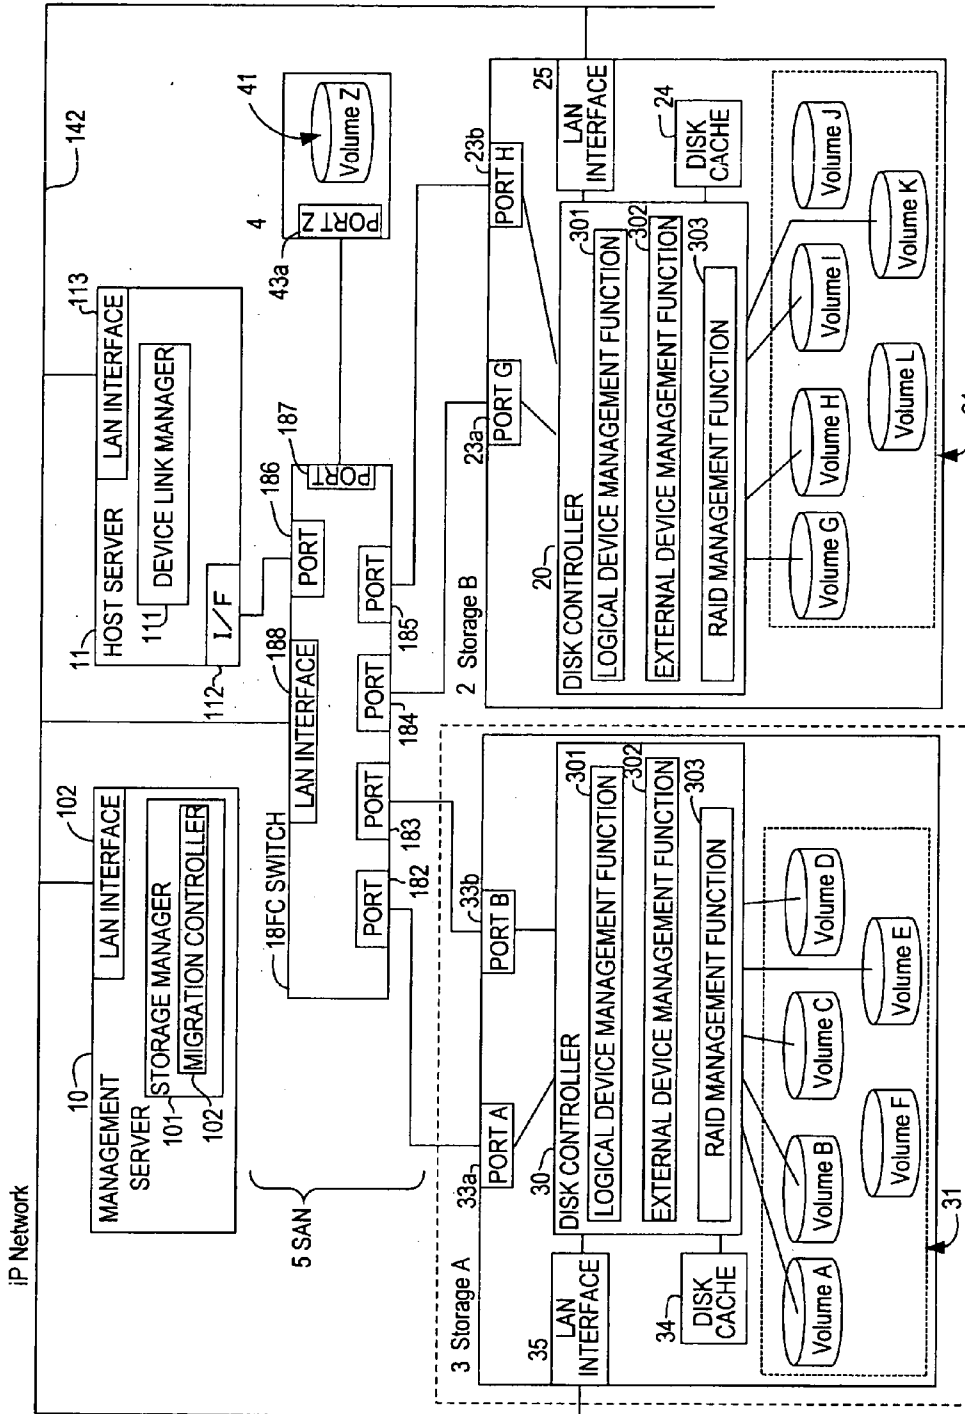 iP Network
142
10
MANAGEMENT
SERVER
LAN INTERFACE
102
101
STORAGE MANAGER
MIGRATION CONTROLLER
102
11
HOST SERVER
LAN INTERFACE
113
111
DEVICE LINK MANAGER
112
I/F
5 SAN
18FC SWITCH
LAN INTERFACE
188
PORT
186
PORT
187
PORT
182
PORT
183
PORT
184
PORT
185
4
43a
PORT Z
Volume Z
41
3 Storage A
33a
PORT A
33b
PORT B
35
LAN
INTERFACE
34
DISK
CACHE
30
DISK CONTROLLER
301
LOGICAL DEVICE MANAGEMENT FUNCTION
302
EXTERNAL DEVICE MANAGEMENT FUNCTION
303
RAID MANAGEMENT FUNCTION
Volume A
Volume B
Volume C
Volume D
Volume F
Volume E
31
2 Storage B
23a
PORT G
23b
PORT H
25
LAN
INTERFACE
24
DISK
CACHE
20
DISK CONTROLLER
301
LOGICAL DEVICE MANAGEMENT FUNCTION
302
EXTERNAL DEVICE MANAGEMENT FUNCTION
303
RAID MANAGEMENT FUNCTION
Volume G
Volume H
Volume I
Volume J
Volume L
Volume K